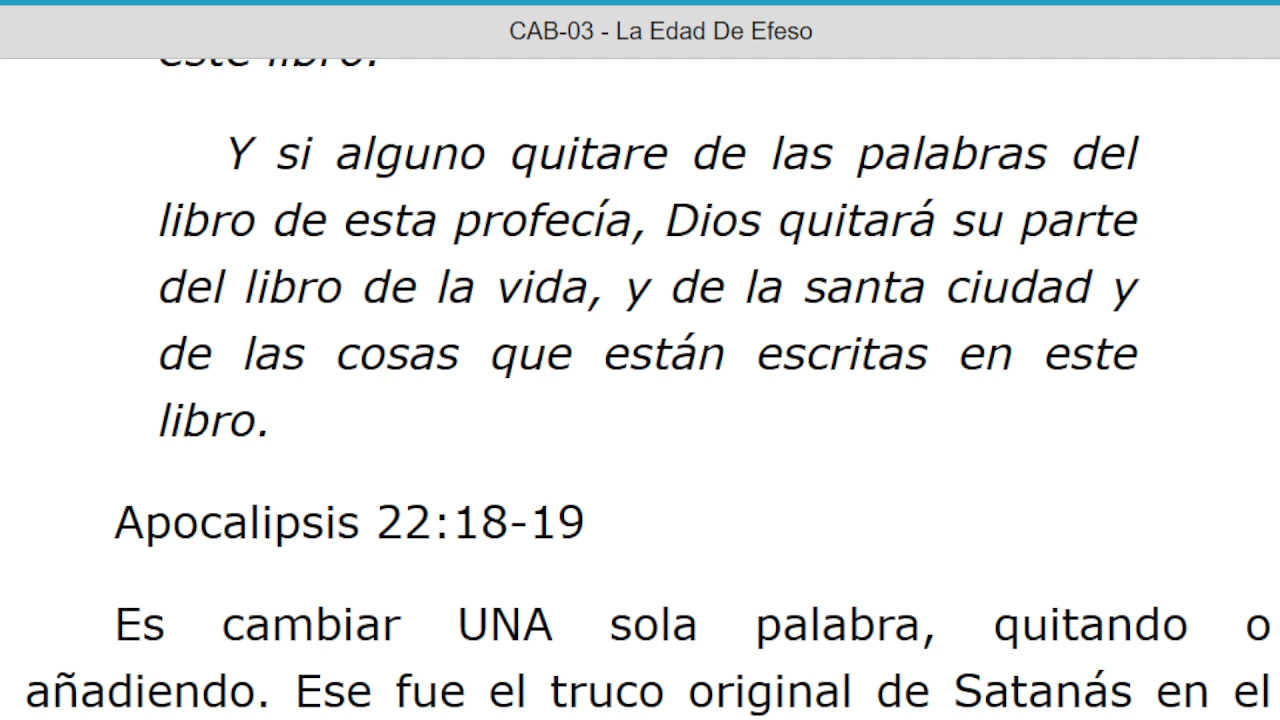 CAB-03 - La Edad De Efeso
este libro.
Y si alguno quitare de las palabras del
libro de esta profecía, Dios quitará su parte
del libro de la vida, y de la santa ciudad y
de las cosas que están escritas en este
libro.
Apocalipsis 22:18-19
Es cambiar UNA sola palabra, quitando o
añadiendo. Ese fue el truco original de Satanás en el